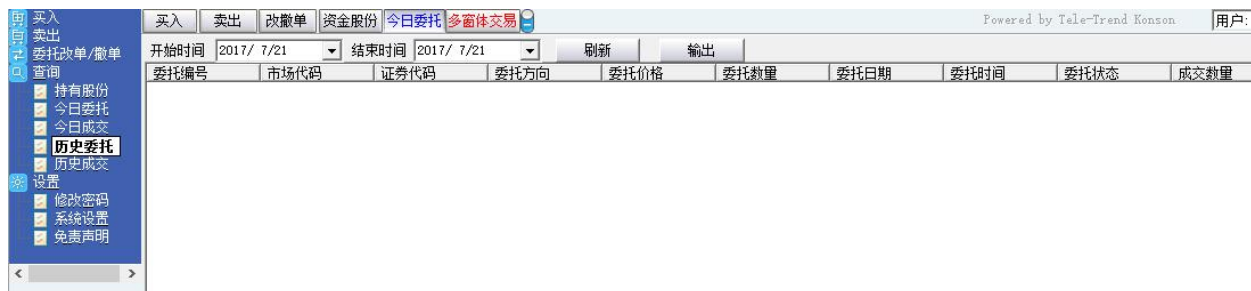 买入 卖出 改撤单 资金股份 今日委托 多窗体交易 Powered by Tele-Trend Konson 用户:
开始时间 2017/ 7/21 结束时间 2017/ 7/21 刷新 输出
委托编号 市场代码 证券代码 委托方向 委托价格 委托数量 委托日期 委托时间 委托状态 成交数量
买入
卖出
委托改单/撤单
查询
持有股份
今日委托
今日成交
历史委托
历史成交
设置
修改密码
系统设置
免责声明